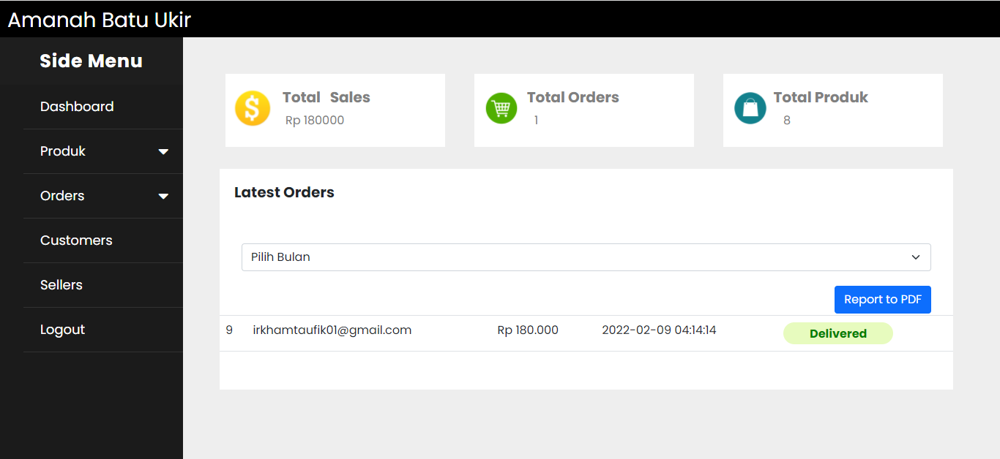 Amanah Batu Ukir
Side Menu
Dashboard
Produk
Orders
Customers
Sellers
Logout
Total Sales
Rp 180000
Total Orders
1
Total Produk
8
Latest Orders
Pilih Bulan
Report to PDF
9 irkhamtaufik01@gmail.com Rp 180.000 2022-02-09 04:14:14 Delivered